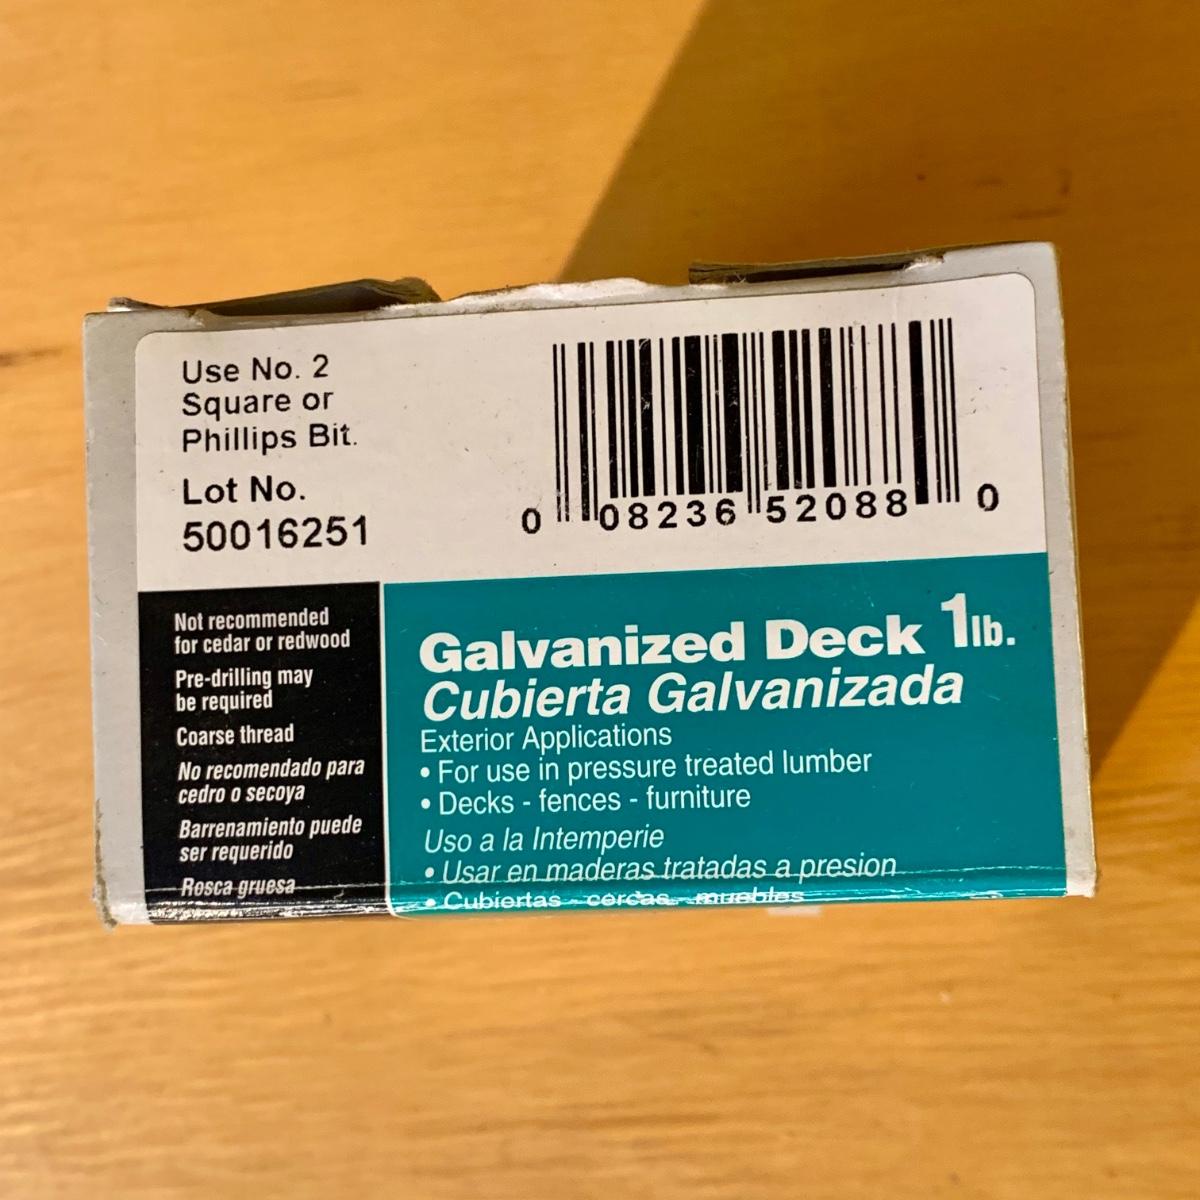 Use No. 2
Square or
Phillips Bit.
Lot No.
50016251
0 08236 52088 0
Not recommended
for cedar or redwood
Pre-drilling may
be required
Coarse thread
No recomendado para
cedro o secoya
Barrenamiento puede
ser requerido
Rosca gruesa
Galvanized Deck 1lb.
Cubierta Galvanizada
Exterior Applications
• For use in pressure treated lumber
• Decks - fences - furniture
Uso a la Intemperie
• Usar en maderas tratadas a presion
• Cubiertas - cercas - muebles